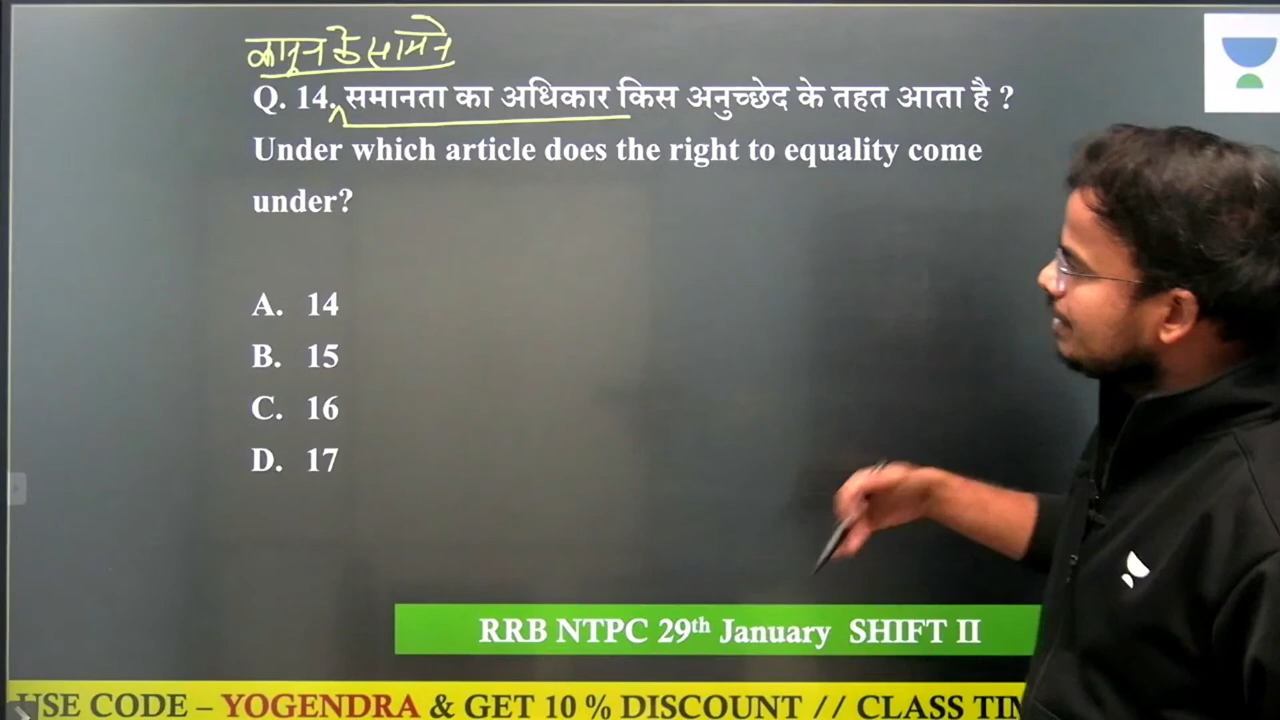 कानून के सामने
Q. 14. समानता का अधिकार किस अनुच्छेद के तहत आता है ?
Under which article does the right to equality come
under?
A. 14
B. 15
C. 16
D. 17
RRB NTPC 29th January SHIFT II
USE CODE – YOGENDRA & GET 10 % DISCOUNT // CLASS TIM